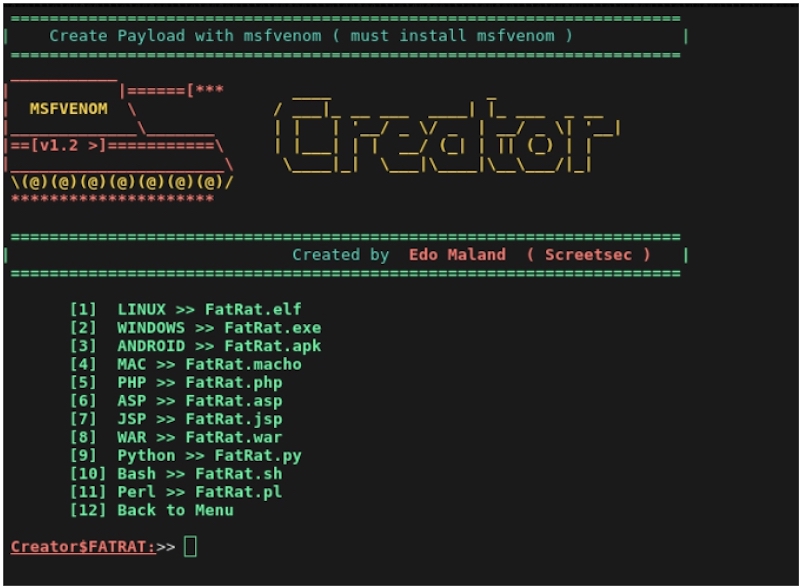 Create Payload with msfvenom ( must install msfvenom )
MSFVENOM
Creator
==[v1.2 >]===========\
\(@)(@)(@)(@)(@)(@)(@)/
*********************
Created by Edo Maland ( Screetsec )
[1] LINUX >> FatRat.elf
[2] WINDOWS >> FatRat.exe
[3] ANDROID >> FatRat.apk
[4] MAC >> FatRat.macho
[5] PHP >> FatRat.php
[6] ASP >> FatRat.asp
[7] JSP >> FatRat.jsp
[8] WAR >> FatRat.war
[9] Python >> FatRat.py
[10] Bash >> FatRat.sh
[11] Perl >> FatRat.pl
[12] Back to Menu
Creator$FATRAT:>>